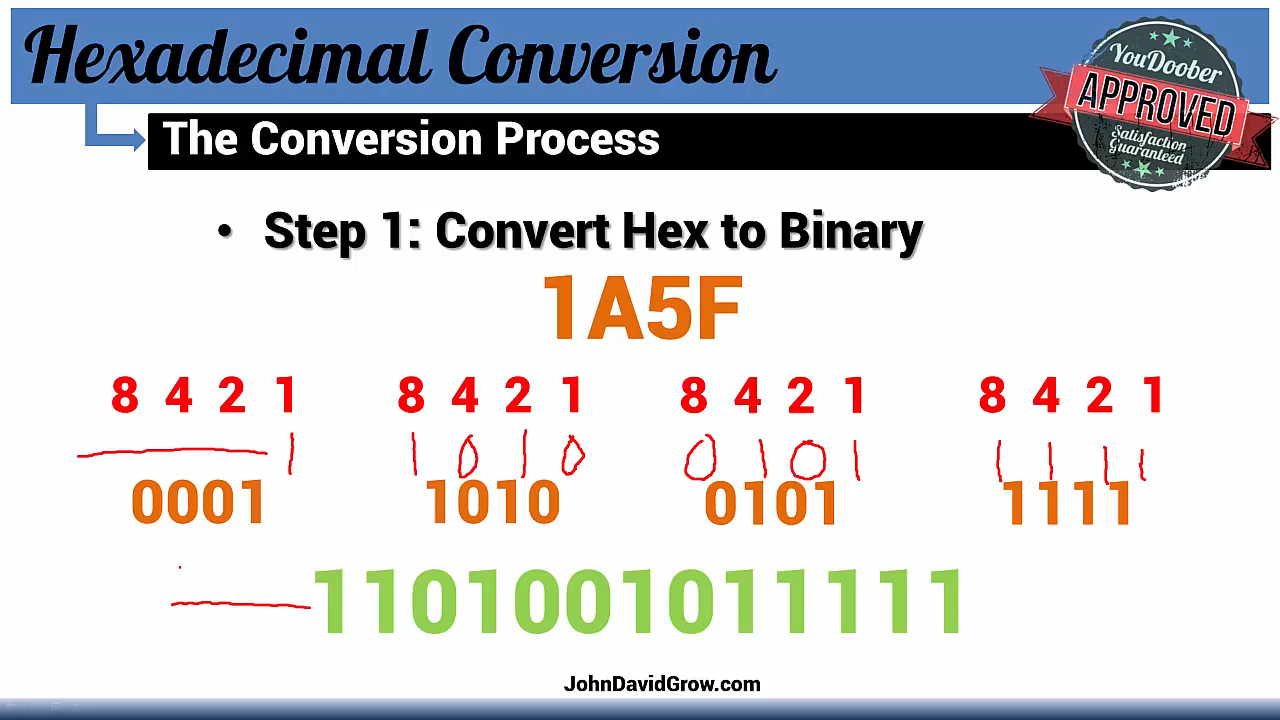 Hexadecimal Conversion
YouDoober
APPROVED
Satisfaction
Guaranteed
The Conversion Process
• Step 1: Convert Hex to Binary
1A5F
8 4 2 1 8 4 2 1 8 4 2 1 8 4 2 1
1 1 0 1 0 0 1 0 1 1 1 1 1
0001 1010 0101 1111
1101001011111
JohnDavidGrow.com